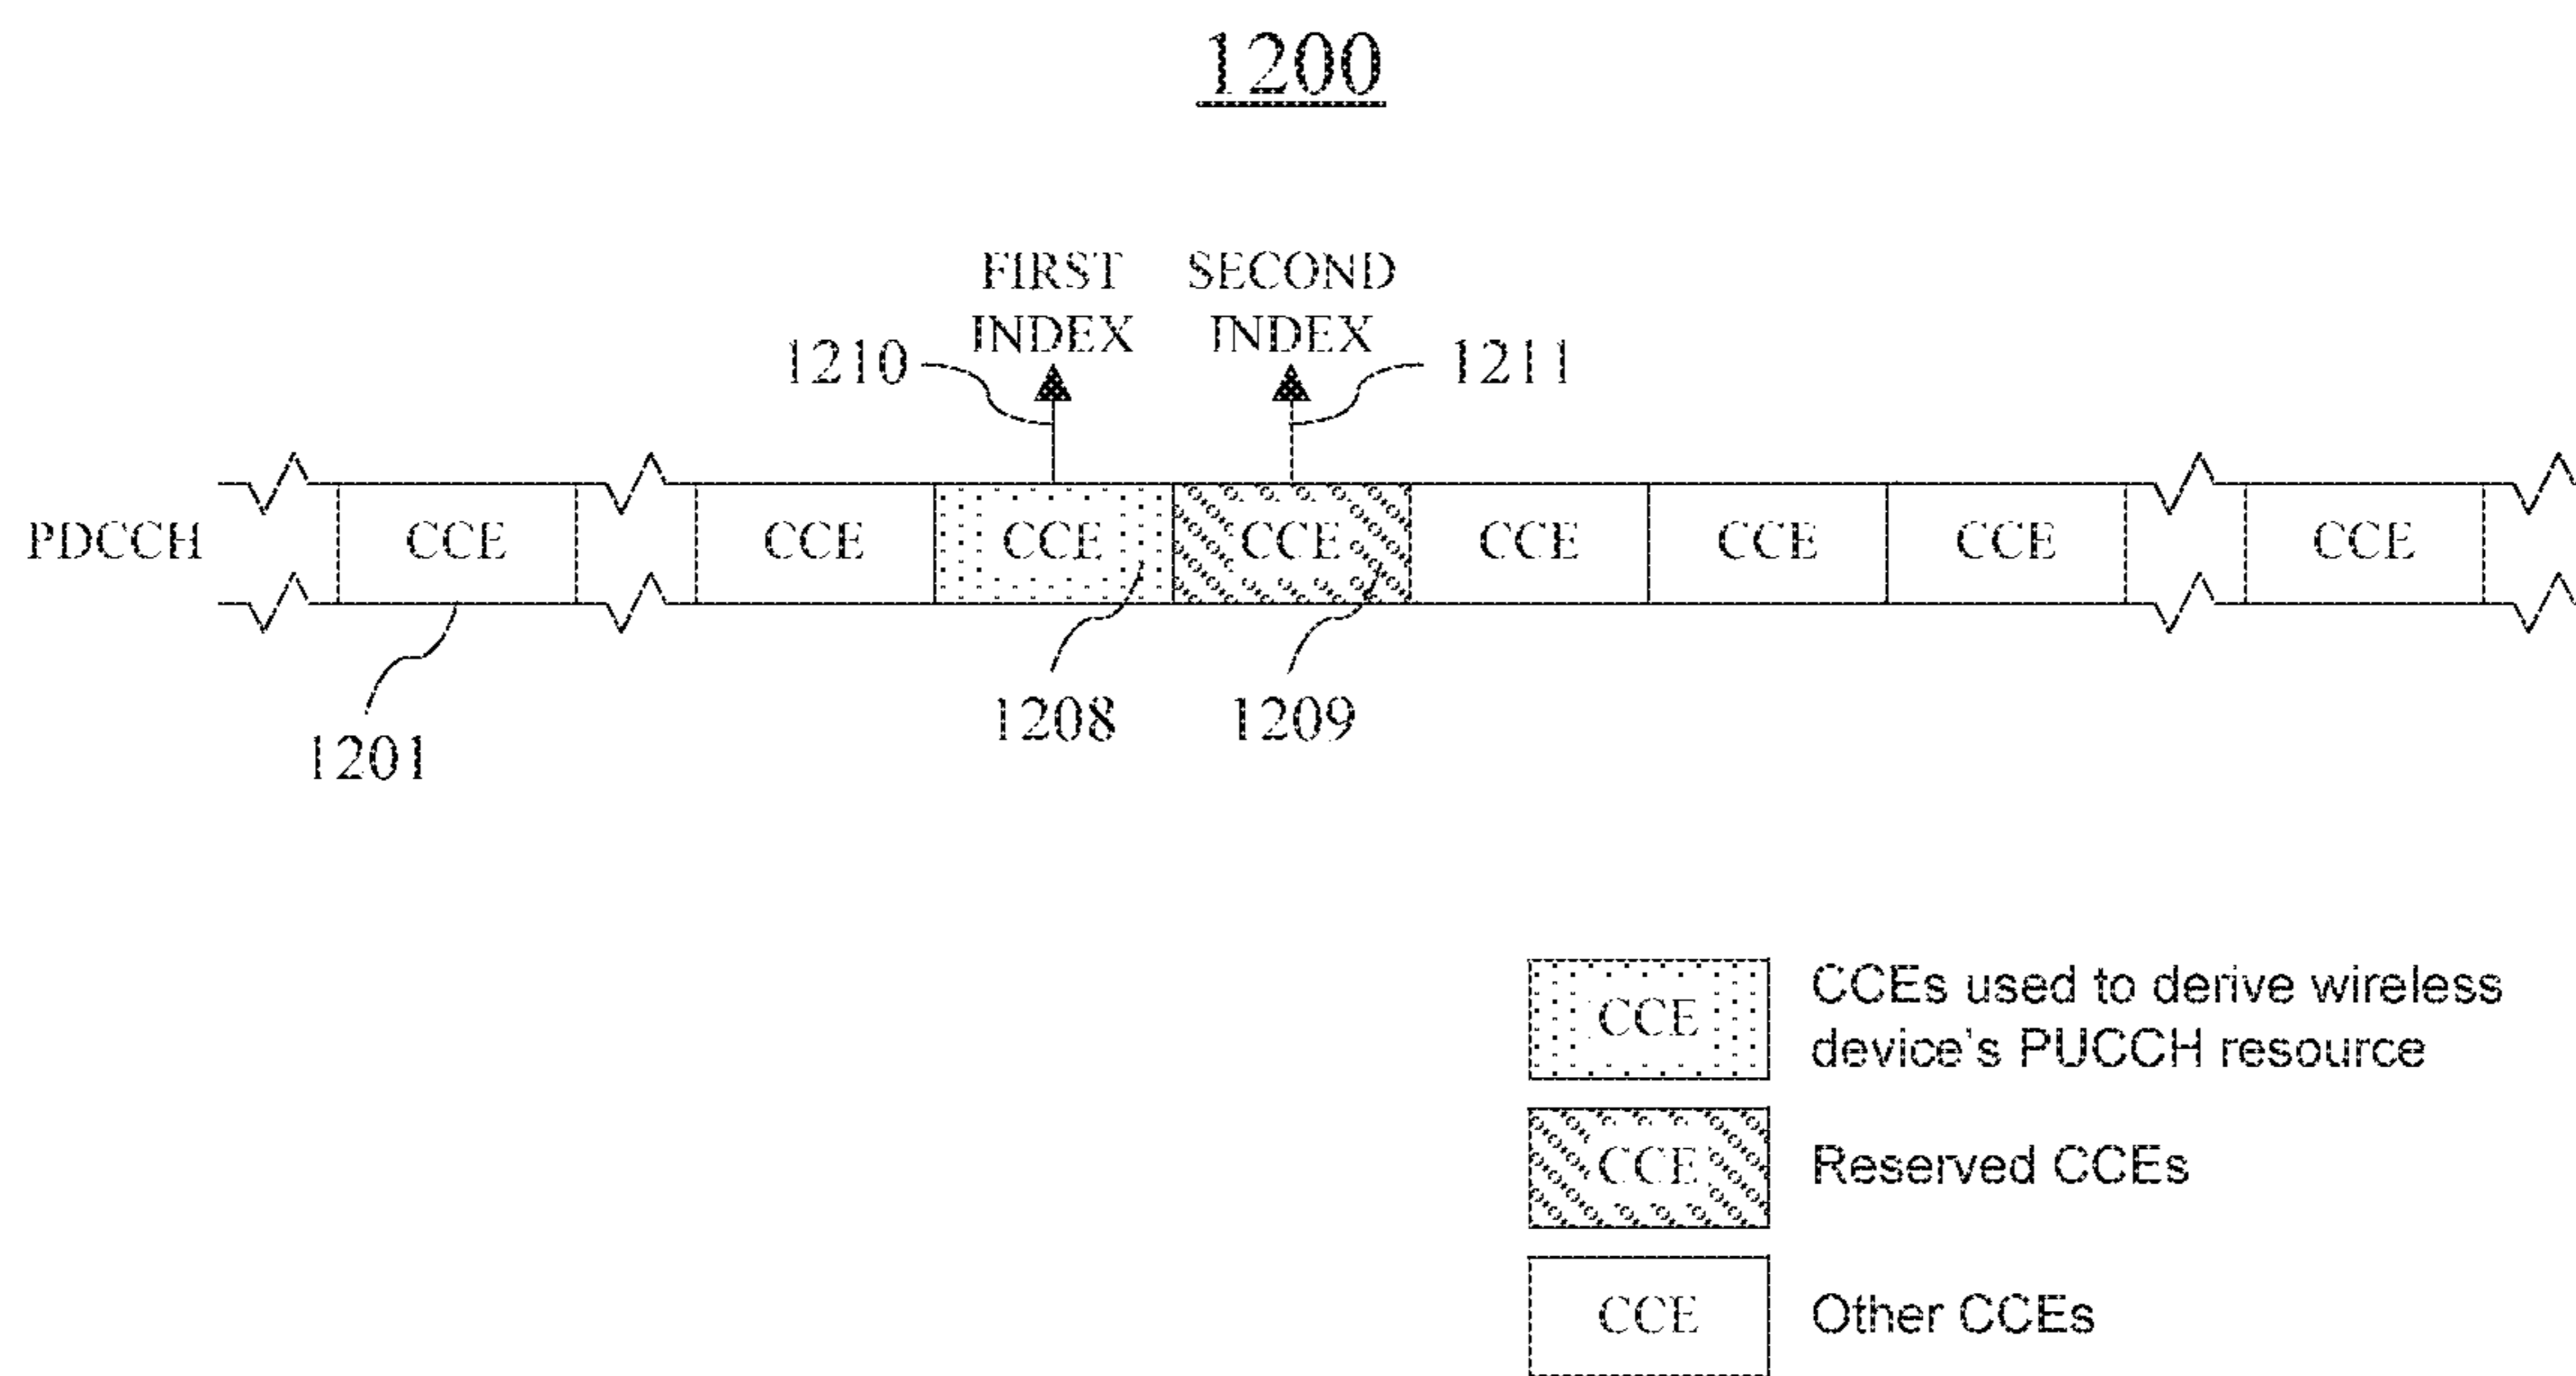 1200
FIRST SECOND
INDEX INDEX
1210 1211
PDCCH CCE CCE CCE CCE CCE CCE CCE CCE
1208 1209
1201
CCE CCEs used to derive wireless
device's PUCCH resource
CCE Reserved CCEs
CCE Other CCEs